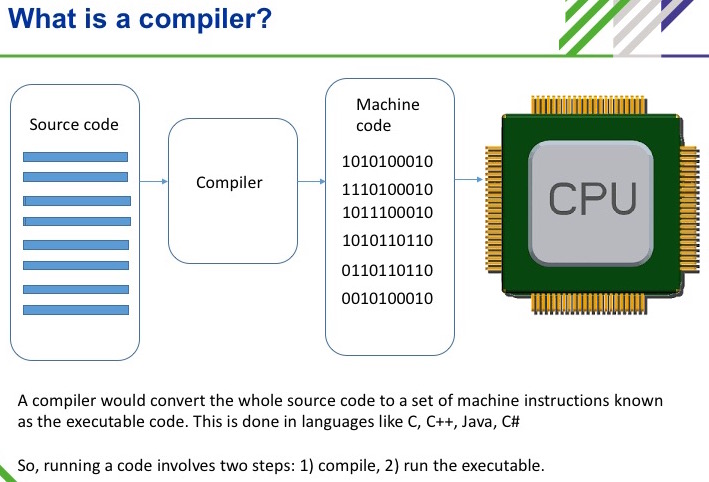 What is a compiler?
Source code
Compiler
Machine
code
1010100010
1110100010
1011100010
1010110110
0110110110
0010100010
CPU
A compiler would convert the whole source code to a set of machine instructions known
as the executable code. This is done in languages like C, C++, Java, C#
So, running a code involves two steps: 1) compile, 2) run the executable.